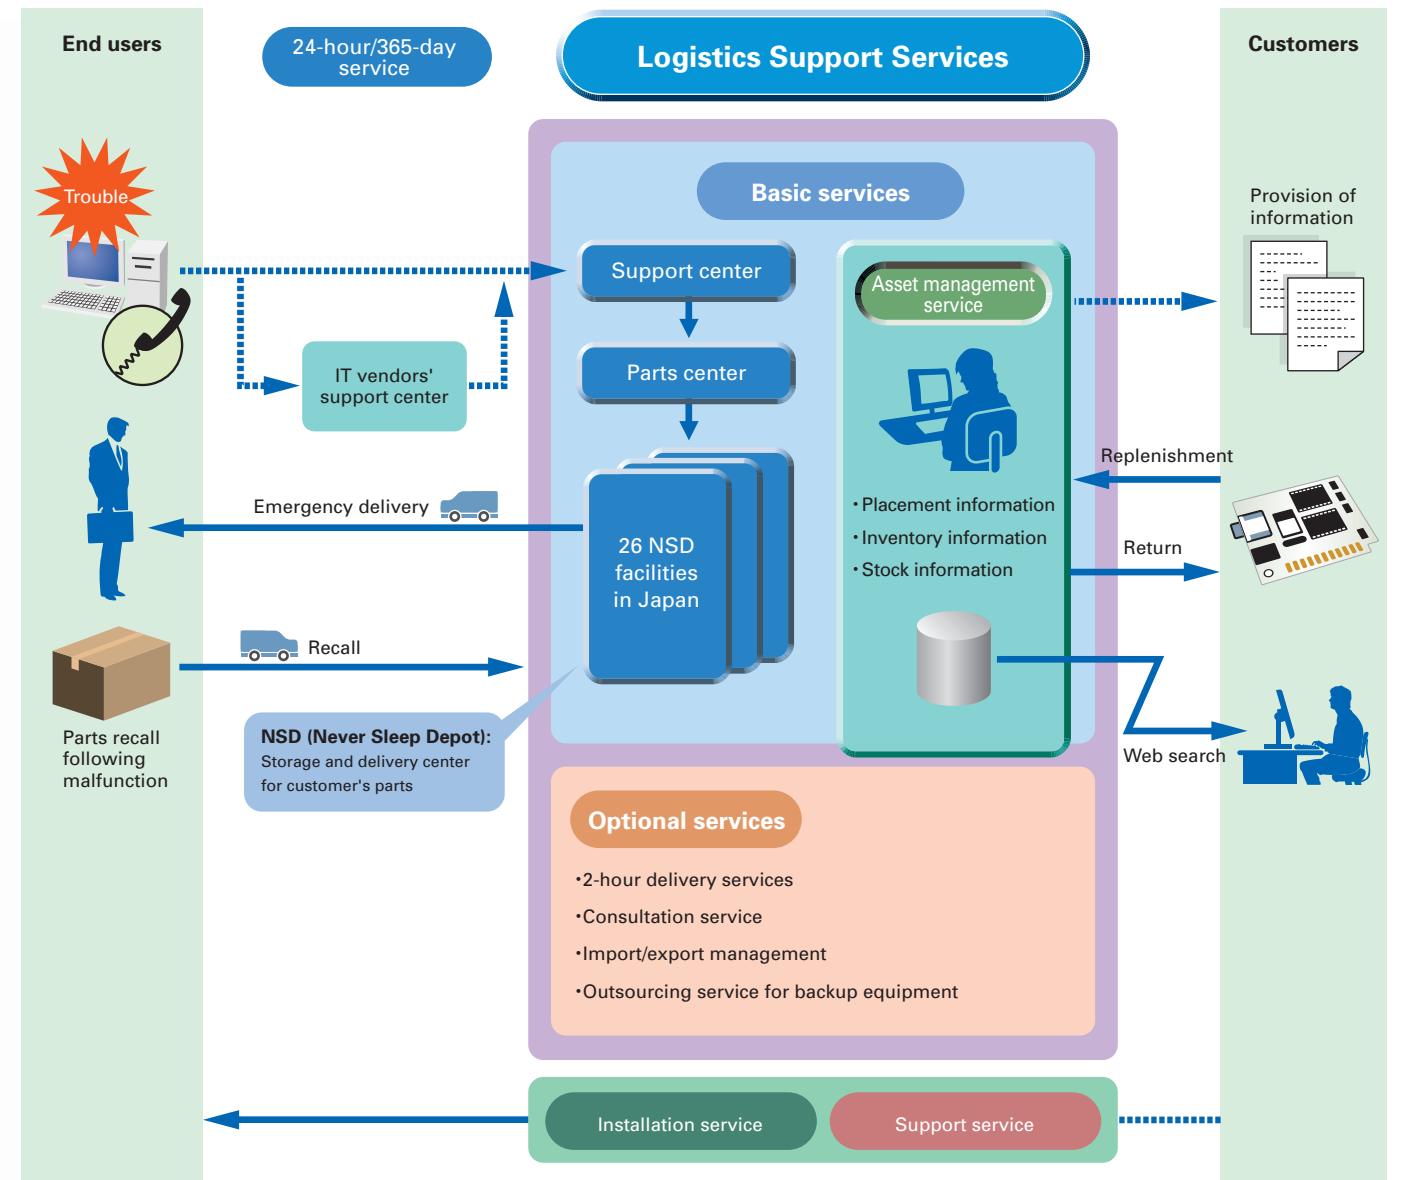 End users
24-hour/365-day
service
Logistics Support Services
Customers
Trouble
Basic services
Provision of
information
Support center
Asset management
service
IT vendors'
support center
Parts center
Replenishment
Emergency delivery
・Placement information
・Inventory information
・Stock information
26 NSD
facilities
in Japan
Return
Recall
Parts recall
following
malfunction
NSD (Never Sleep Depot):
Storage and delivery center
for customer's parts
Web search
Optional services
・2-hour delivery services
・Consultation service
・Import/export management
・Outsourcing service for backup equipment
Installation service
Support service